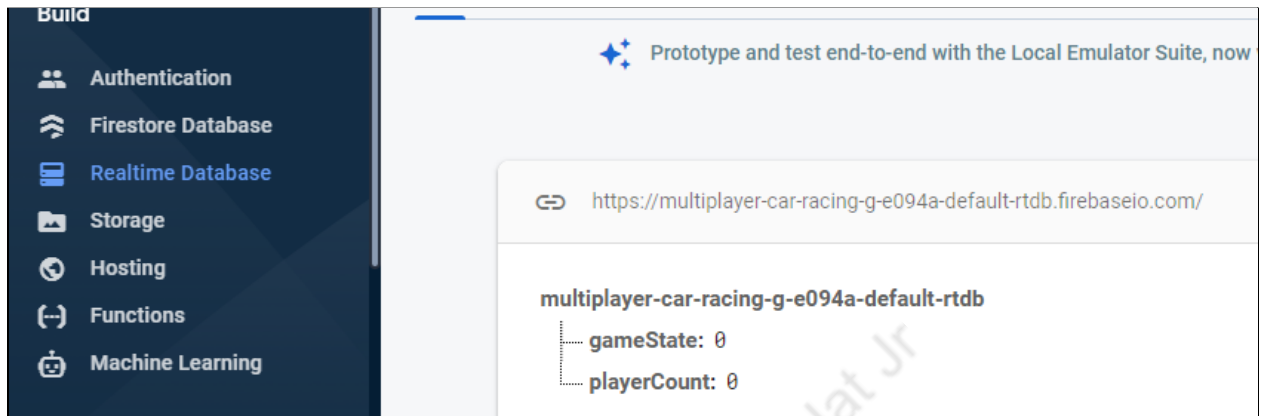 Build
Authentication
Firestore Database
Realtime Database
Storage
Hosting
Functions
Machine Learning
Prototype and test end-to-end with the Local Emulator Suite, now
https://multiplayer-car-racing-g-e094a-default-rtdb.firebaseio.com/
multiplayer-car-racing-g-e094a-default-rtdb
gameState: 0
playerCount: 0
Jr